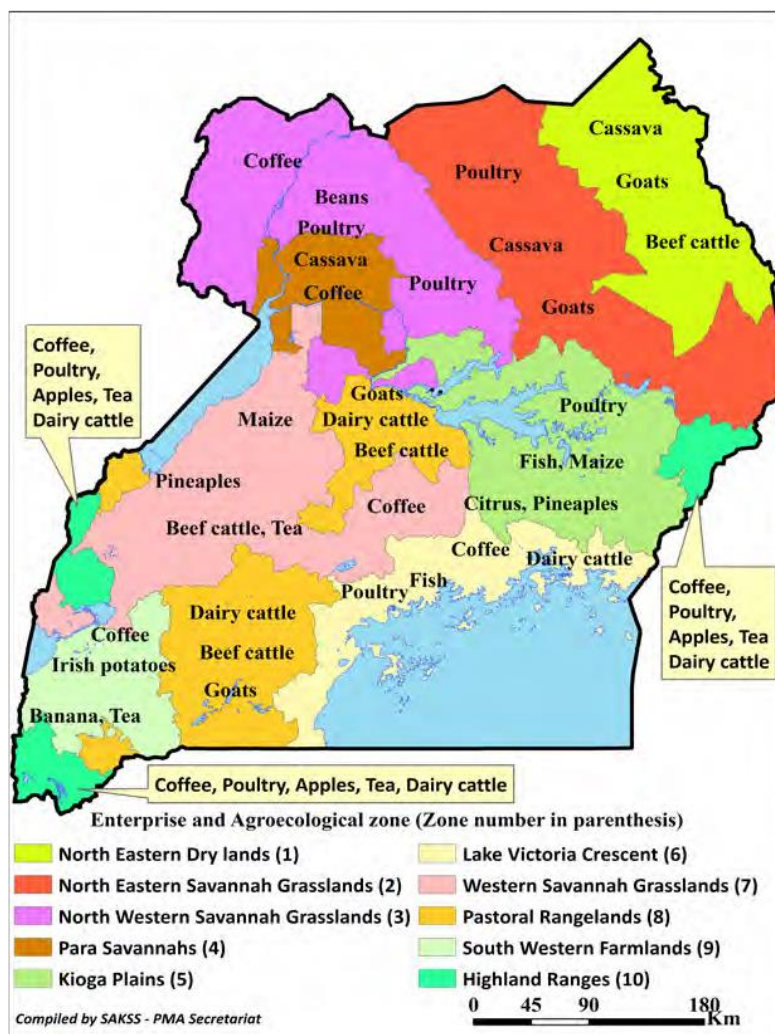 Cassava
Coffee
Poultry
Goats
Beans
Poultry
Beef cattle
Cassava
Cassava
Poultry
Coffee
Goats
Coffee,
Poultry,
Apples, Tea
Dairy cattle
Goats
Poultry
Maize
Dairy cattle
Beef cattle
Fish, Maize
Pineaples
Citrus, Pineaples
Coffee
Beef cattle, Tea
Coffee
Dairy cattle
Poultry
Fish
Coffee,
Poultry,
Apples, Tea
Dairy cattle
Dairy cattle
Coffee
Irish potatoes
Beef cattle
Goats
Banana, Tea
Coffee, Poultry, Apples, Tea, Dairy cattle
Enterprise and Agroecological zone (Zone number in parenthesis)
North Eastern Dry lands (1)
North Eastern Savannah Grasslands (2)
North Western Savannah Grasslands (3)
Para Savannahs (4)
Kioga Plains (5)
Lake Victoria Crescent (6)
Western Savannah Grasslands (7)
Pastoral Rangelands (8)
South Western Farmlands (9)
Highland Ranges (10)
Compiled by SAKSS - PMA Secretariat
0 45 90 180
Km